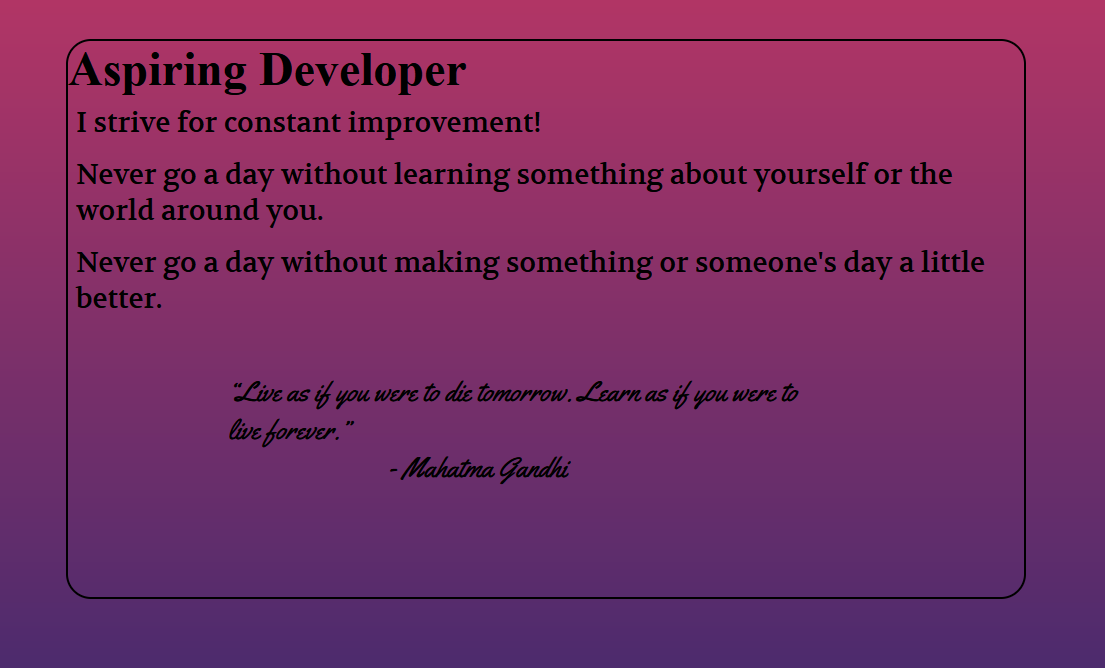 Aspiring Developer
I strive for constant improvement!
Never go a day without learning something about yourself or the
world around you.
Never go a day without making something or someone's day a little
better.
“Live as if you were to die tomorrow. Learn as if you were to
live forever.”
- Mahatma Gandhi